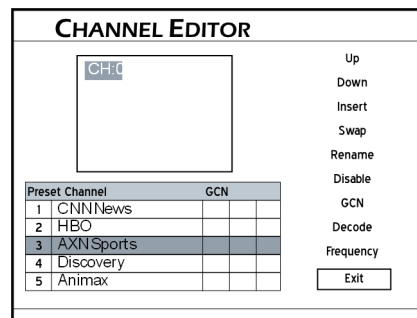 CHANNEL EDITOR
CH:0
Preset Channel GCN
1 CNN News
2 HBO
3 AXN Sports
4 Discovery
5 Animax
Up
Down
Insert
Swap
Rename
Disable
GCN
Decode
Frequency
Exit